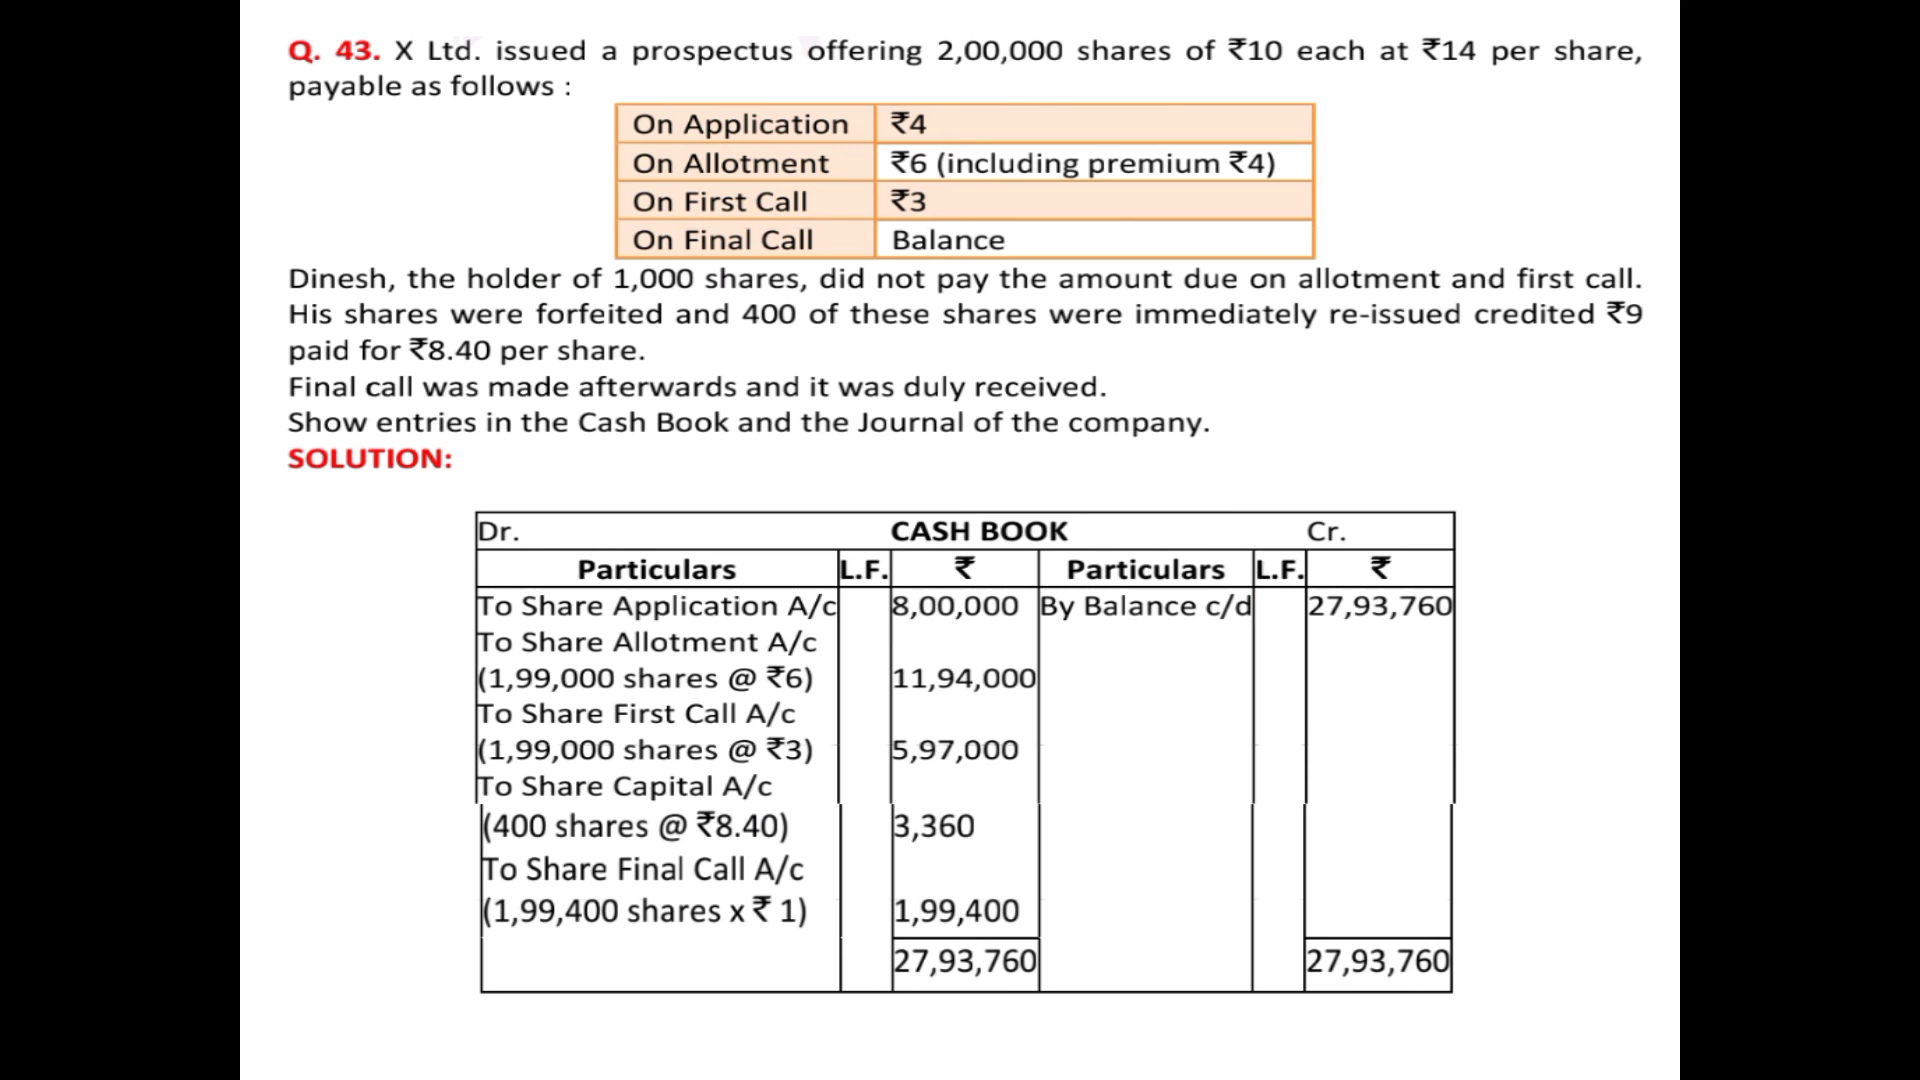 Q. 43. X Ltd. issued a prospectus offering 2,00,000 shares of ₹10 each at ₹14 per share,
payable as follows :
On Application ₹4
On Allotment ₹6 (including premium ₹4)
On First Call ₹3
On Final Call Balance
Dinesh, the holder of 1,000 shares, did not pay the amount due on allotment and first call.
His shares were forfeited and 400 of these shares were immediately re-issued credited ₹9
paid for ₹8.40 per share.
Final call was made afterwards and it was duly received.
Show entries in the Cash Book and the Journal of the company.
SOLUTION:
Dr. CASH BOOK Cr.
Particulars L.F. ₹ Particulars L.F. ₹
To Share Application A/c 8,00,000 By Balance c/d 27,93,760
To Share Allotment A/c
(1,99,000 shares @ ₹6) 11,94,000
To Share First Call A/c
(1,99,000 shares @ ₹3) 5,97,000
To Share Capital A/c
(400 shares @ ₹8.40) 3,360
To Share Final Call A/c
(1,99,400 shares x ₹ 1) 1,99,400
27,93,760 27,93,760